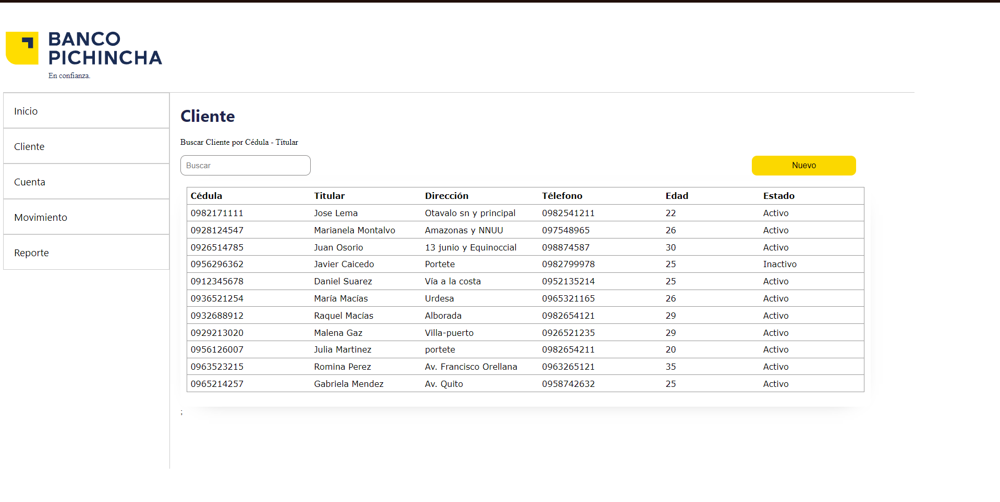 BANCO
PICHINCHA
En confianza.
Inicio
Cliente
Cuenta
Movimiento
Reporte
Cliente
Buscar Cliente por Cédula - Títular
Buscar
Nuevo
Cédula Titular Dirección Télefono Edad Estado
0982171111 Jose Lema Otavalo sn y principal 0982541211 22 Activo
0928124547 Marianela Montalvo Amazonas y NNUU 097548965 26 Activo
0926514785 Juan Osorio 13 junio y Equinoccial 098874587 30 Activo
0956296362 Javier Caicedo Portete 0982799978 25 Inactivo
0912345678 Daniel Suarez Vía a la costa 0952135214 25 Activo
0936521254 María Macías Urdesa 0965321165 26 Activo
0932688912 Raquel Macías Alborada 0982654121 29 Activo
0929213020 Malena Gaz Villa-puerto 0926521235 29 Activo
0956126007 Julia Martinez portete 0982654211 20 Activo
0963523215 Romina Perez Av. Francisco Orellana 0963265121 35 Activo
0965214257 Gabriela Mendez Av. Quito 0958742632 25 Activo
;